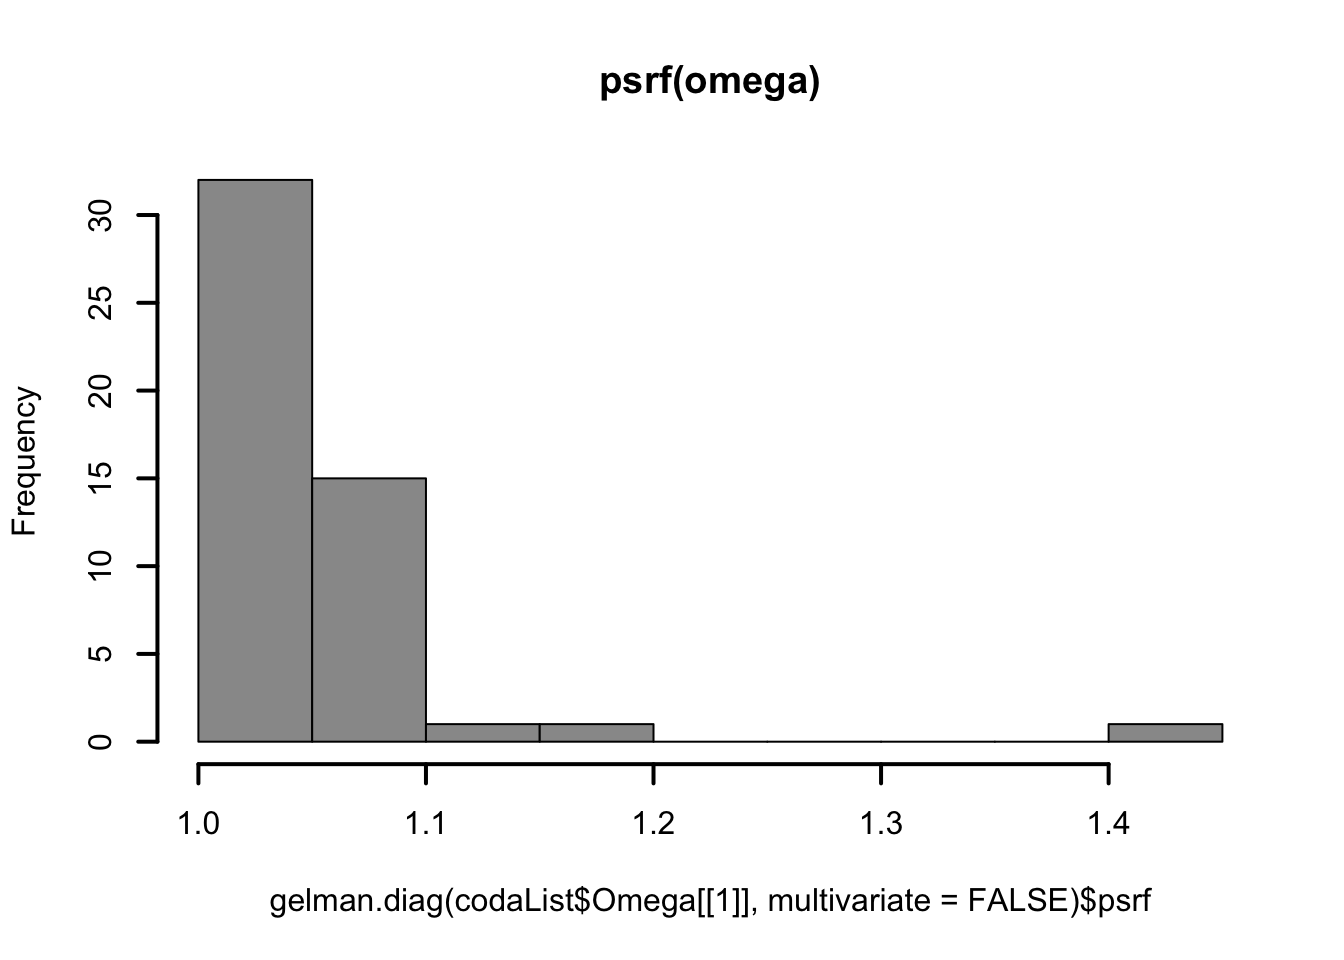 psrf(omega)
Frequency
30
25
20
15
10
5
0
1.0 1.1 1.2 1.3 1.4
gelman.diag(codaList$Omega[[1]], multivariate = FALSE)$psrf